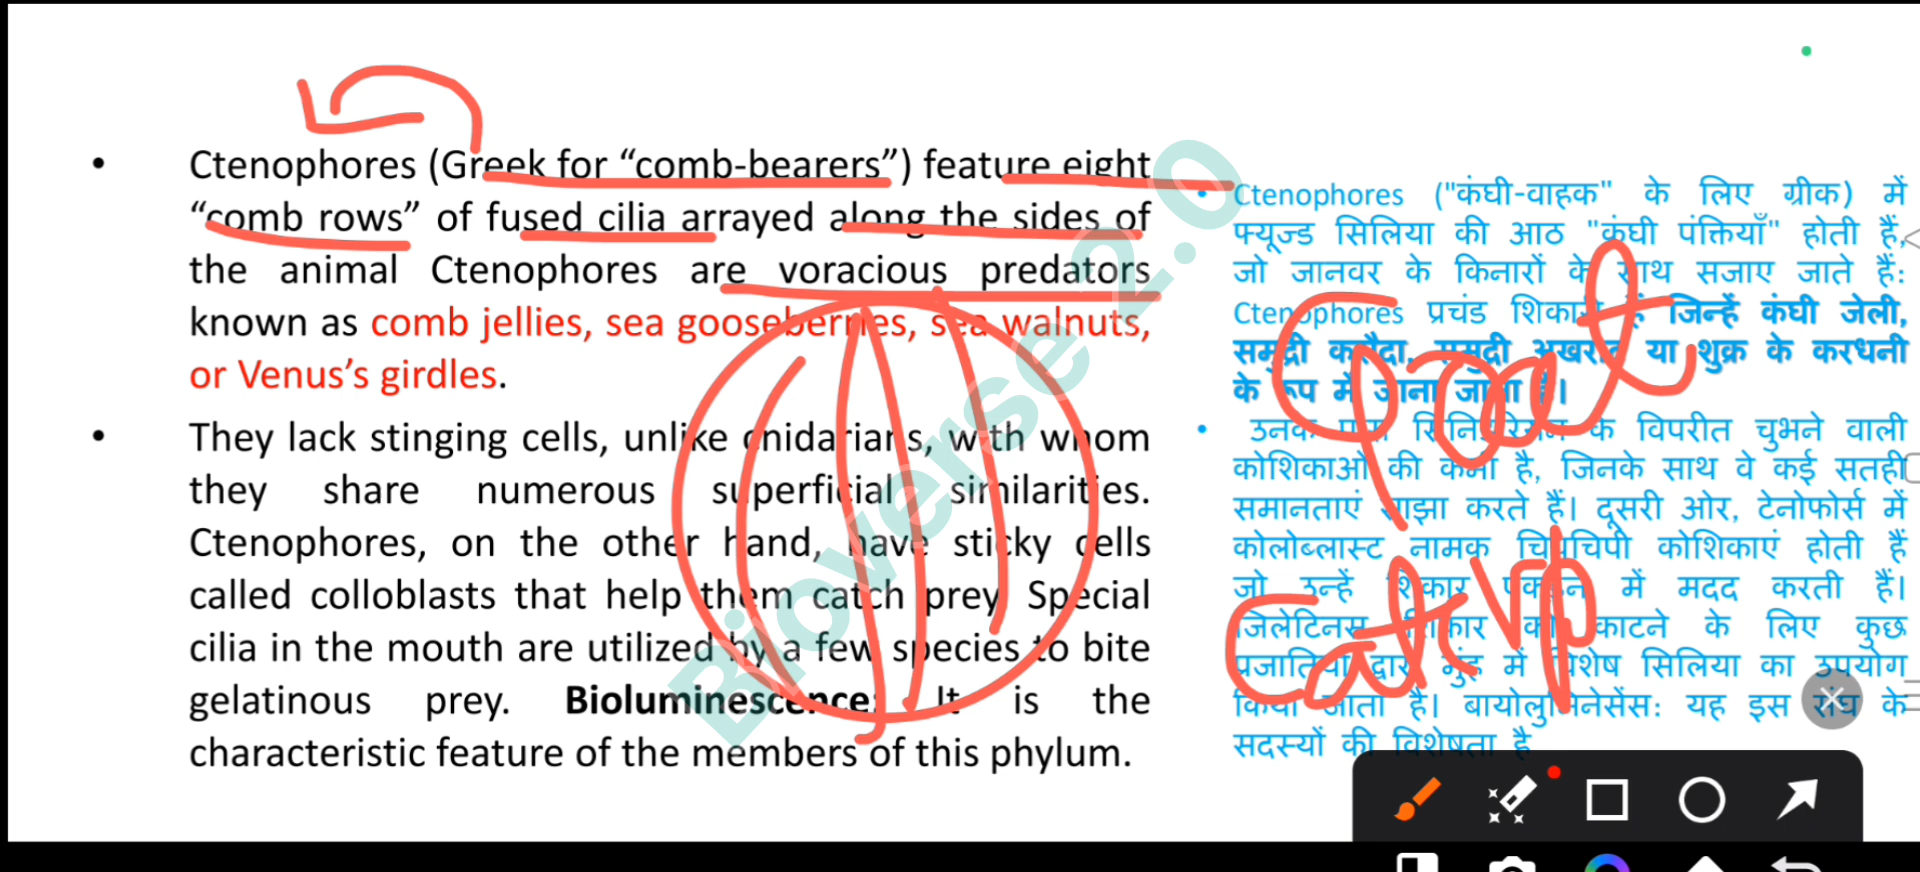 • Ctenophores (Greek for “comb-bearers”) feature eight
“comb rows” of fused cilia arrayed along the sides of
the animal Ctenophores are voracious predators
known as comb jellies, sea gooseberries, sea walnuts,
or Venus’s girdles.
• They lack stinging cells, unlike cnidarians, with whom
they share numerous superficial similarities.
Ctenophores, on the other hand, have sticky cells
called colloblasts that help them catch prey Special
cilia in the mouth are utilized by a few species to bite
gelatinous prey. Bioluminescence: It is the
characteristic feature of the members of this phylum.
• Ctenophores ("कंघी-वाहक" के लिए ग्रीक) में
फ्यूज्ड सिलिया की आठ "कंघी पंक्तियाँ" होती हैं,
जो जानवर के किनारों के साथ सजाए जाते हैं:
Ctenophores प्रचंड शिकारी हैं जिन्हें कंघी जेली,
समुद्री करौंदा, समुद्री अखरोट या शुक्र के करधनी
के रूप में जाना जाता है।
• उनके पास के विपरीत चुभने वाली
कोशिकाओं की कमी है, जिनके साथ वे कई सतही
समानताएं साझा करते हैं। दूसरी ओर, टेनोफोर्स में
कोलोब्लास्ट नामक चिपचिपी कोशिकाएं होती हैं
जो उन्हें शिकार पकड़ने में मदद करती हैं।
जिलेटिनस शिकार को काटने के लिए कुछ
प्रजातियों द्वारा मुंह में विशेष सिलिया का उपयोग
किया जाता है। बायोलुमिनेसेंस: यह इस संघ के
सदस्यों की विशेषता है
Bioverse 2.0